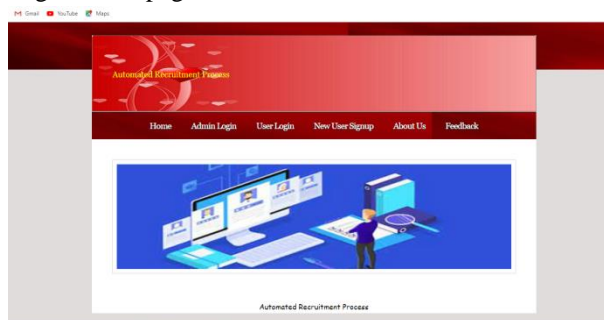 Gmail YouTube Maps
Automated Recruitment Process
Home Admin Login User Login New User Signup About Us Feedback
Automated Recruitment Process